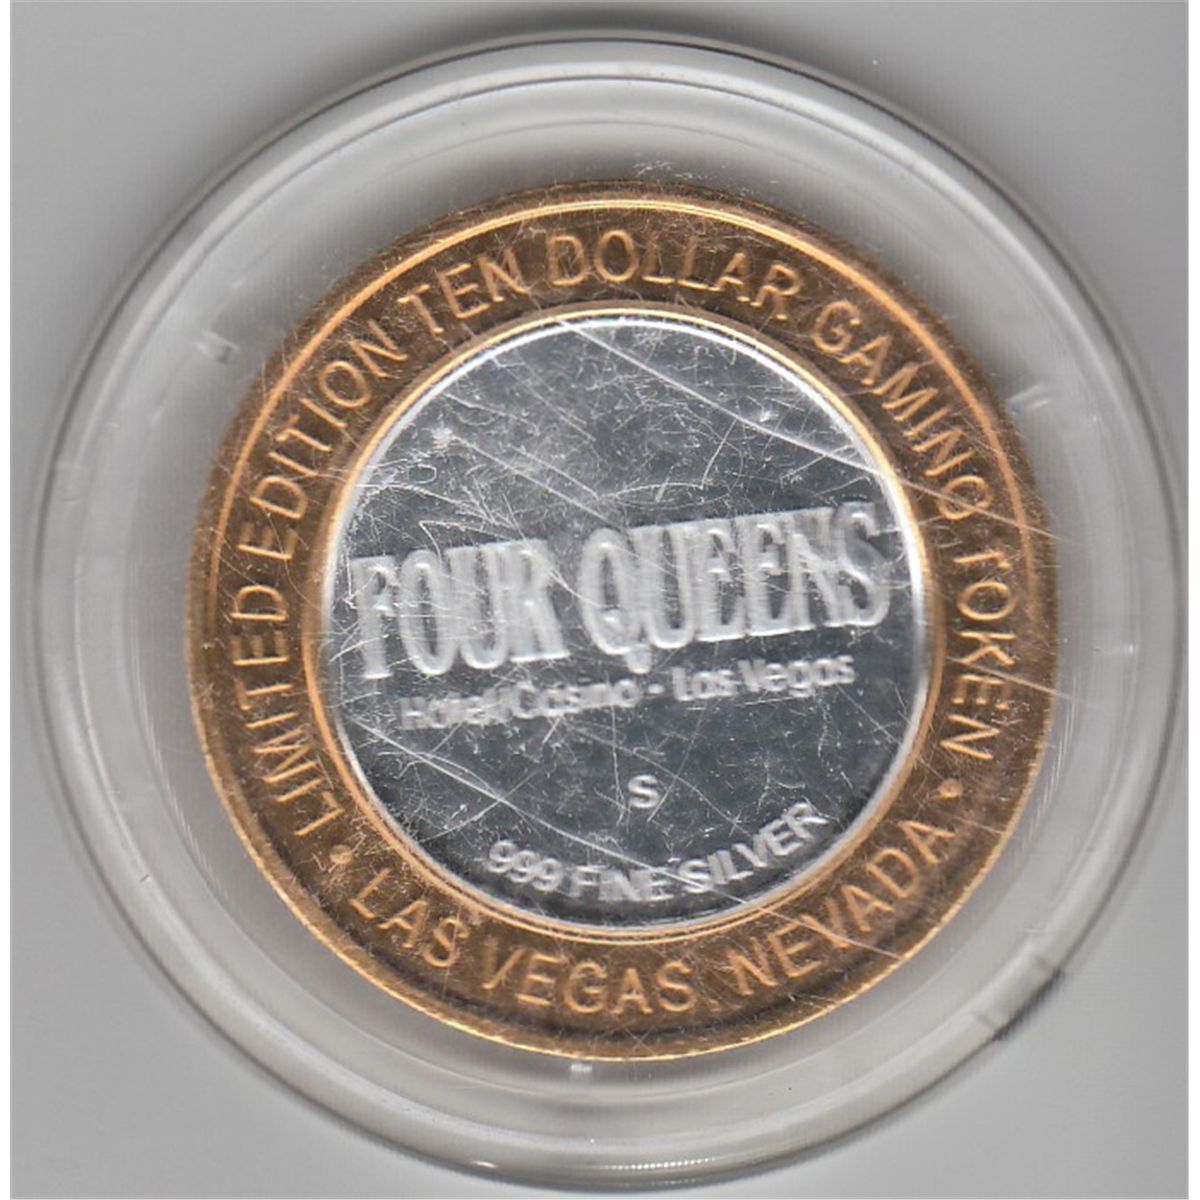 LIMITED EDITION TEN DOLLAR GAMING TOKEN •
LAS VEGAS NEVADA •
FOUR QUEENS
Hotel/Casino - Las Vegas
S
.999 FINE SILVER